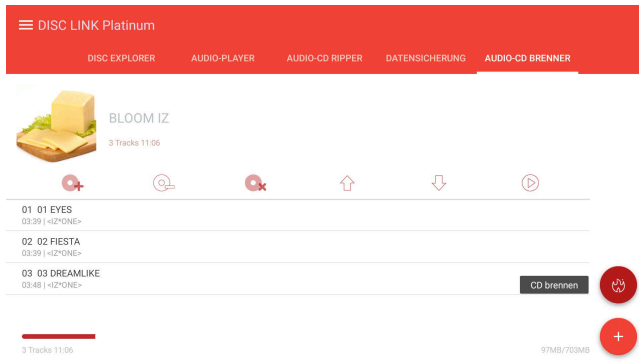 DISC LINK Platinum
DISC EXPLORER AUDIO-PLAYER AUDIO-CD RIPPER DATENSICHERUNG AUDIO-CD BRENNER
BLOOM IZ
3 Tracks 11:06
01 01 EYES
03:39 | <IZ*ONE>
02 02 FIESTA
03:39 | <IZ*ONE>
03 03 DREAMLIKE
03:48 | <IZ*ONE>
CD brennen
3 Tracks 11:06 97MB/703MB